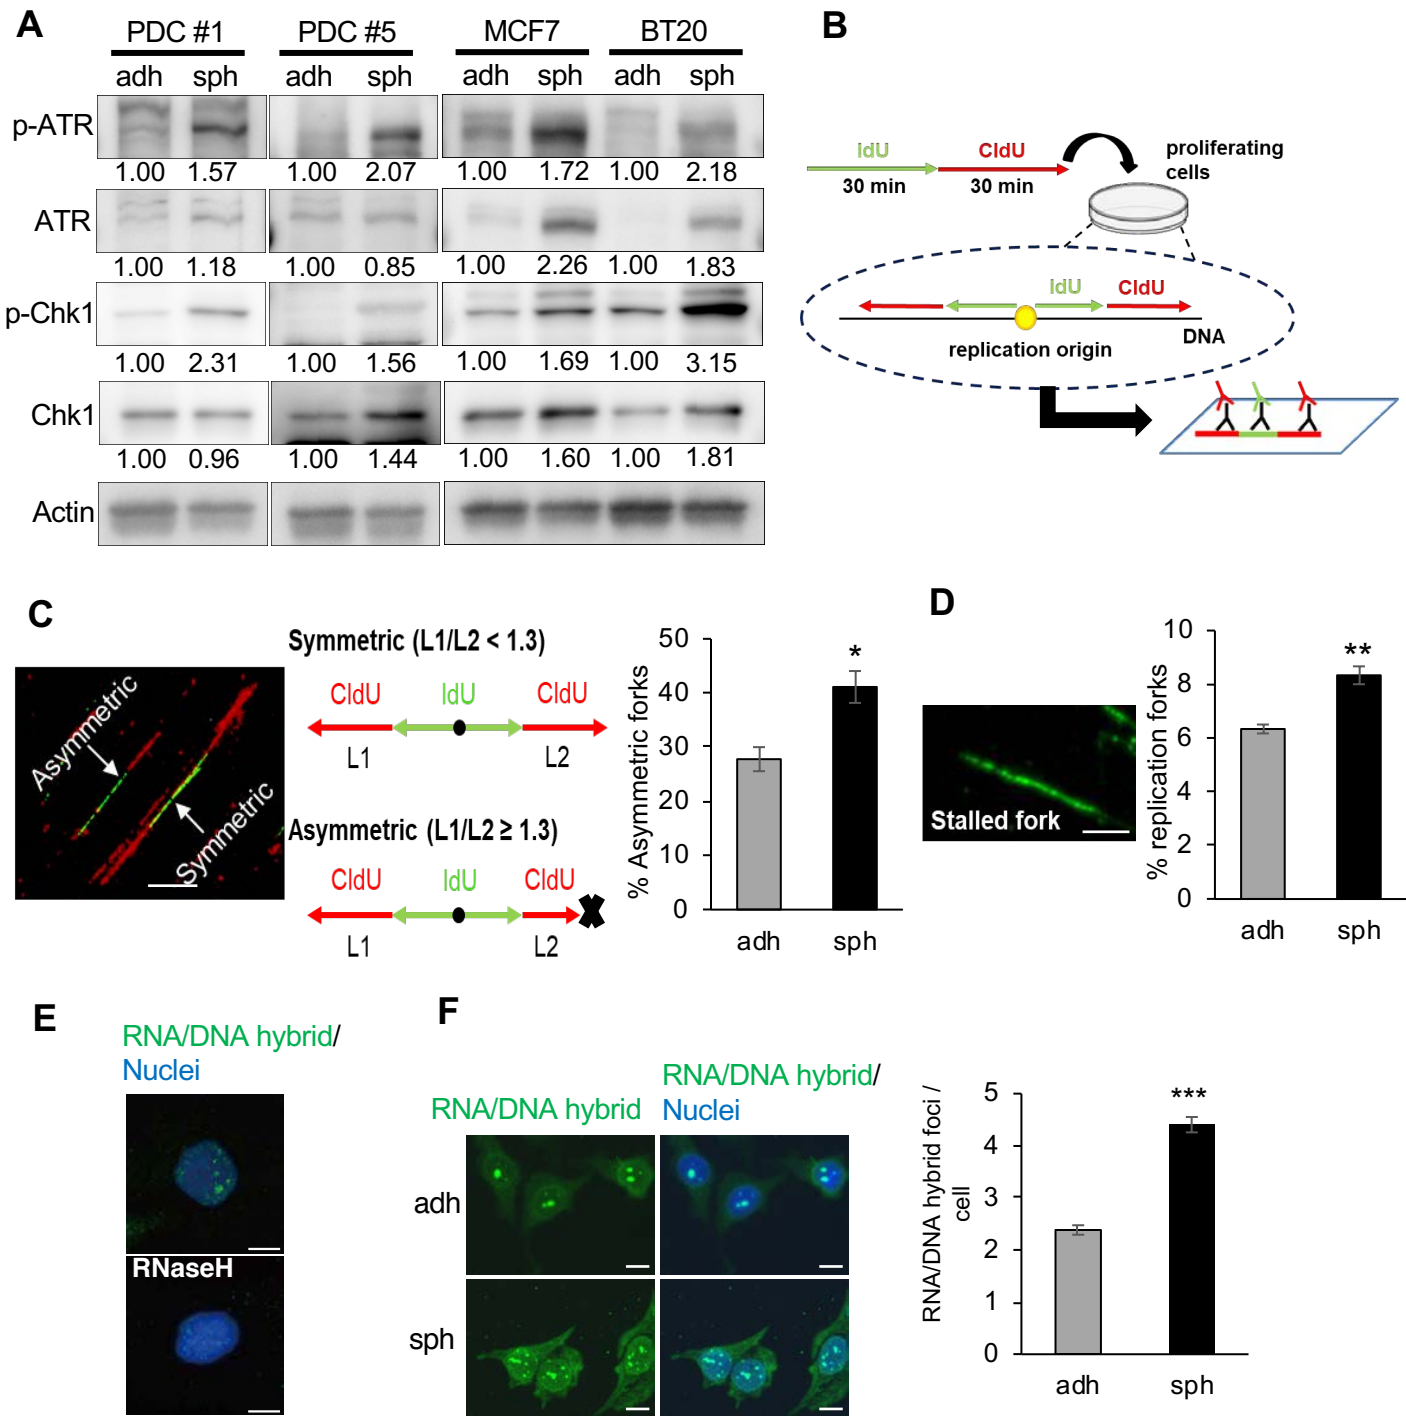 A
PDC #1 PDC #5 MCF7 BT20
adh sph adh sph adh sph adh sph
p-ATR
1.00 1.57 1.00 2.07 1.00 1.72 1.00 2.18
ATR
1.00 1.18 1.00 0.85 1.00 2.26 1.00 1.83
p-Chk1
1.00 2.31 1.00 1.56 1.00 1.69 1.00 3.15
Chk1
1.00 0.96 1.00 1.44 1.00 1.60 1.00 1.81
Actin
B
IdU CldU
30 min 30 min
proliferating
cells
IdU CldU
DNA
replication origin
C
Asymmetric
Symmetric
Symmetric (L1/L2 < 1.3)
CldU IdU CldU
L1 L2
Asymmetric (L1/L2 ≥ 1.3)
CldU IdU CldU
L1 L2
% Asymmetric forks
50
40
30
20
10
0
*
adh sph
D
Stalled fork
% replication forks
10
8
6
4
2
0
**
adh sph
E
RNA/DNA hybrid/
Nuclei
RNaseH
F
RNA/DNA hybrid
RNA/DNA hybrid/
Nuclei
adh
sph
RNA/DNA hybrid foci /
cell
5
4
3
2
1
0
***
adh sph